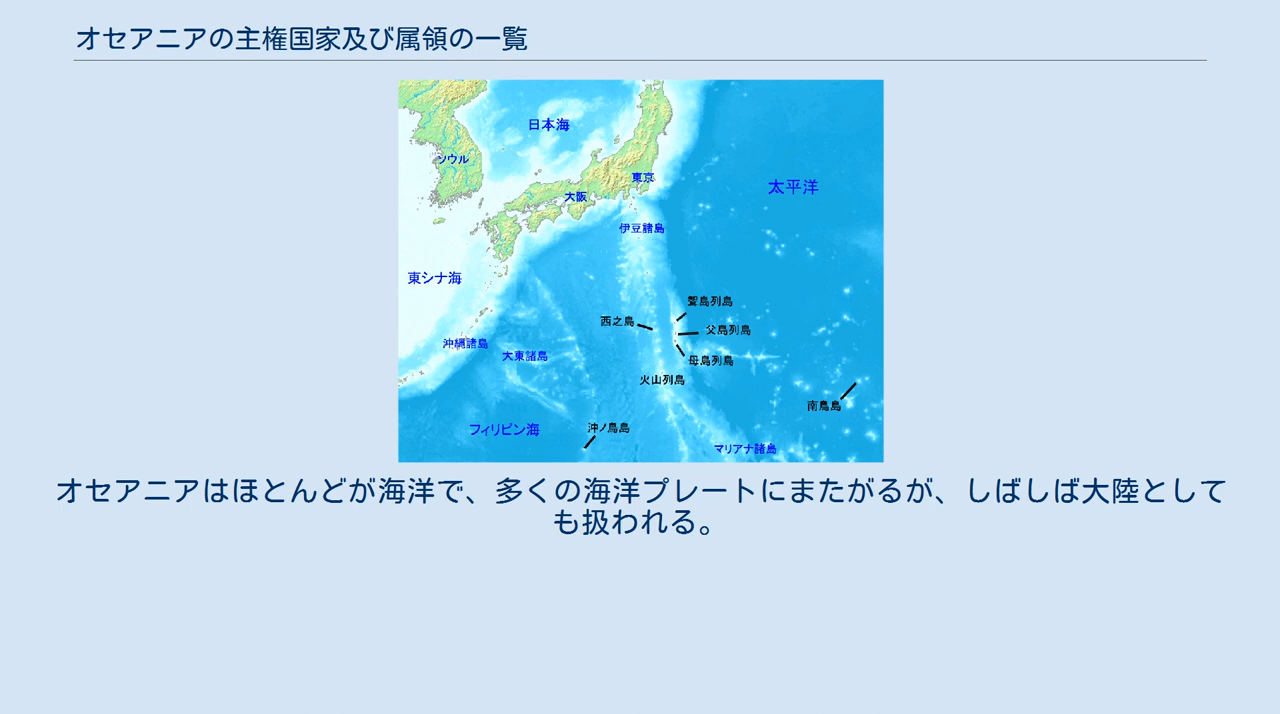 オセアニアの主権国家及び属領の一覧
日本海
ソウル
東京
太平洋
大阪
伊豆諸島
東シナ海
聟島列島
西之島
父島列島
沖縄諸島
大東諸島
母島列島
火山列島
南鳥島
フィリピン海
沖ノ鳥島
マリアナ諸島
オセアニアはほとんどが海洋で、多くの海洋プレートにまたがるが、しばしば大陸として
も扱われる。